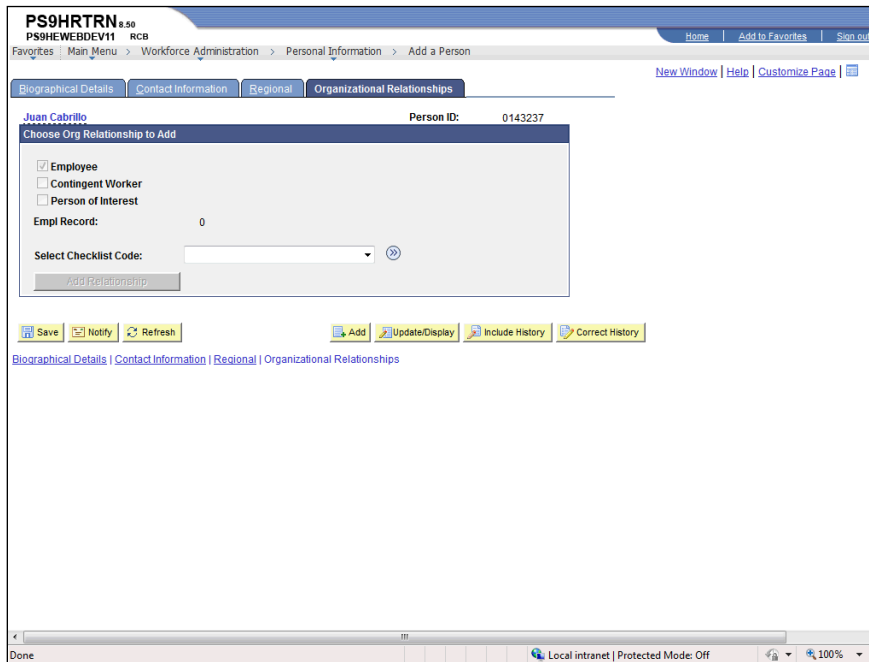 PS9HRTRN 8.50
PS9HEWEBDEV11 RCB
Home | Add to Favorites | Sign out
Favorites Main Menu > Workforce Administration > Personal Information > Add a Person
New Window | Help | Customize Page |
Biographical Details Contact Information Regional Organizational Relationships
Juan Cabrillo Person ID: 0143237
Choose Org Relationship to Add
Employee
Contingent Worker
Person of Interest
Empl Record: 0
Select Checklist Code:
Add Relationship
Save Notify Refresh Add Update/Display Include History Correct History
Biographical Details | Contact Information | Regional | Organizational Relationships
Done Local intranet | Protected Mode: Off 100%